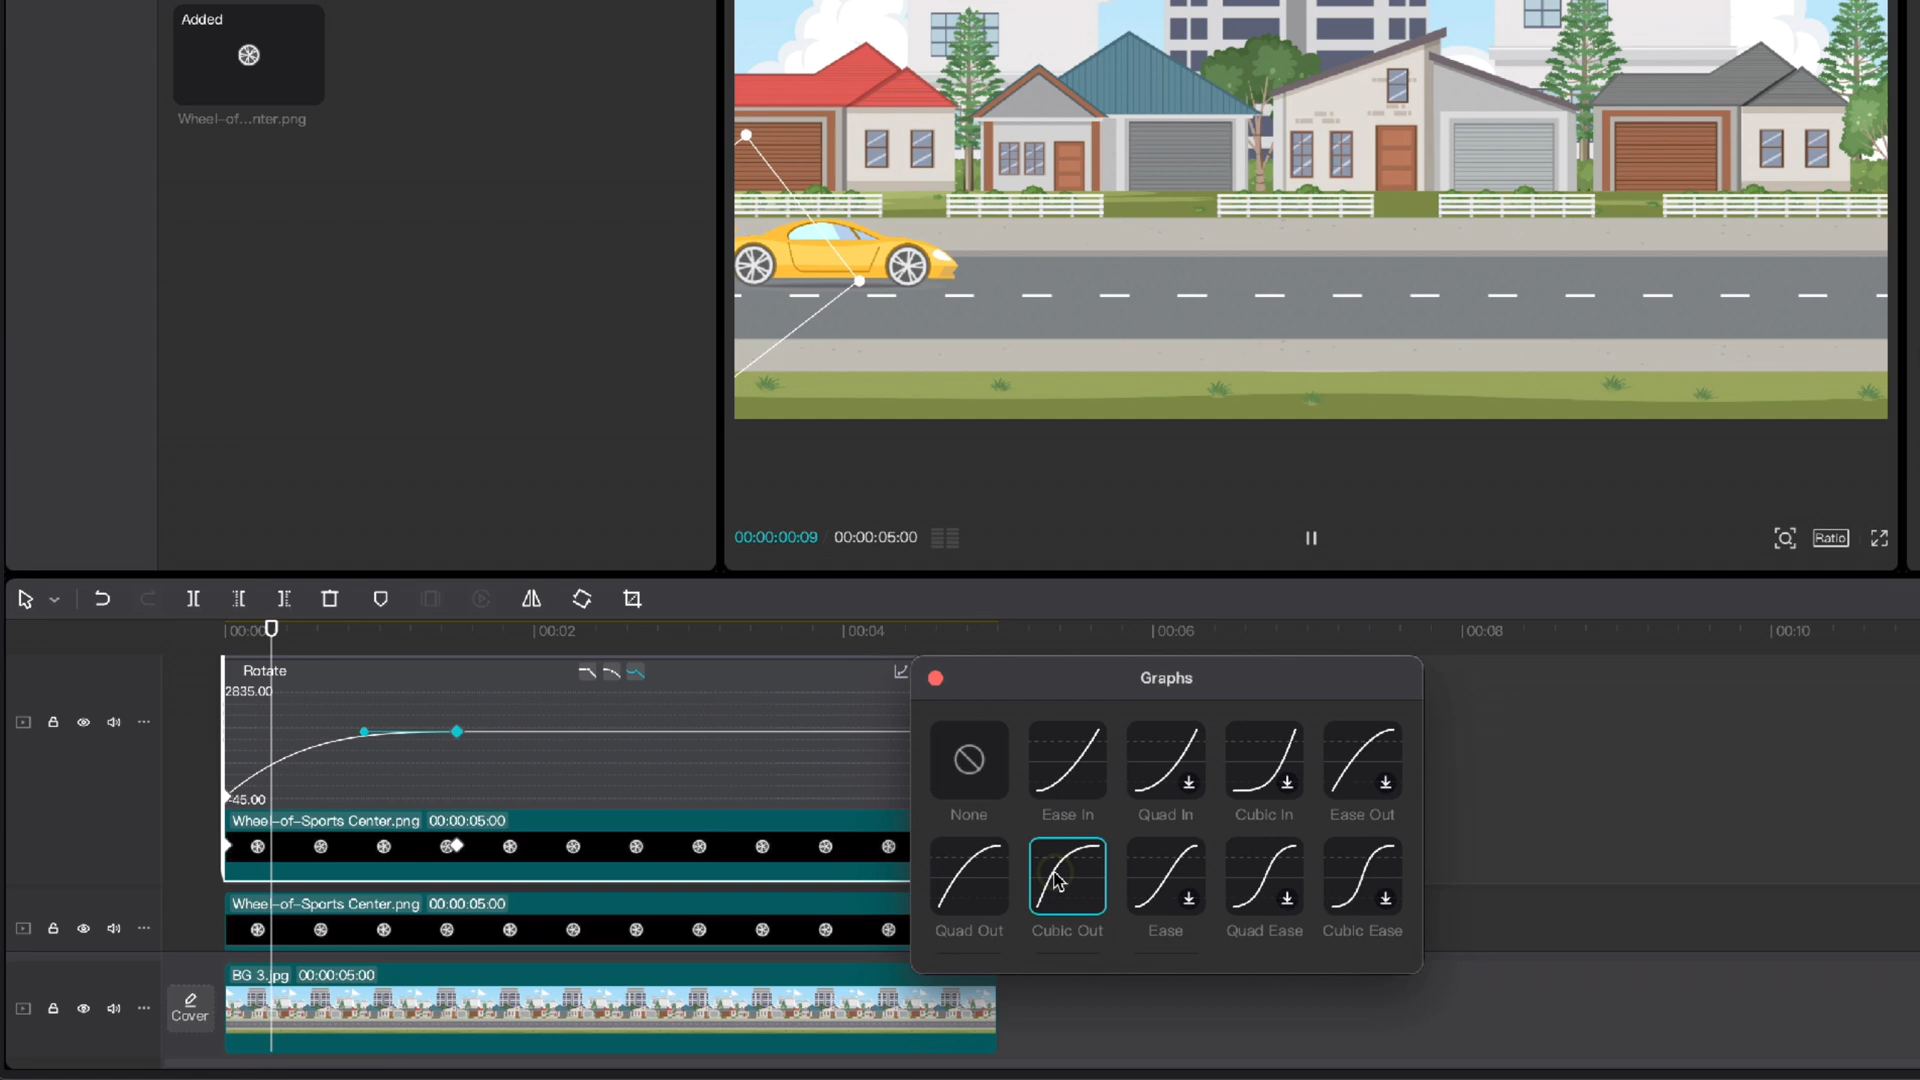 Added
Wheel-of...nter.png
00:00:00:09 00:00:05:00
Ratio
00:00 00:02 00:04 00:06 00:08 00:10
Rotate
2835.00
-45.00
Wheel-of-Sports Center.png 00:00:05:00
Wheel-of-Sports Center.png 00:00:05:00
BG 3.jpg 00:00:05:00
Cover
Graphs
None Ease In Quad In Cubic In Ease Out
Quad Out Cubic Out Ease Quad Ease Cubic Ease